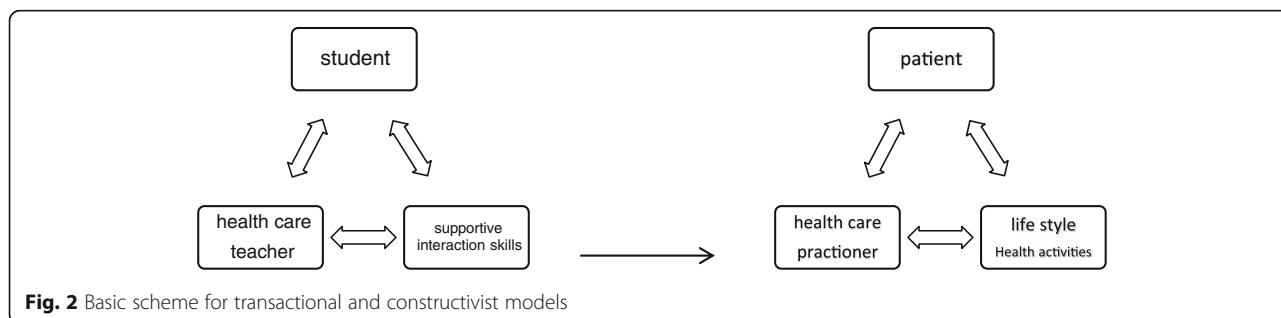 student
patient
health care
teacher
supportive
interaction skills
health care
practioner
life style
Health activities
Fig. 2 Basic scheme for transactional and constructivist models